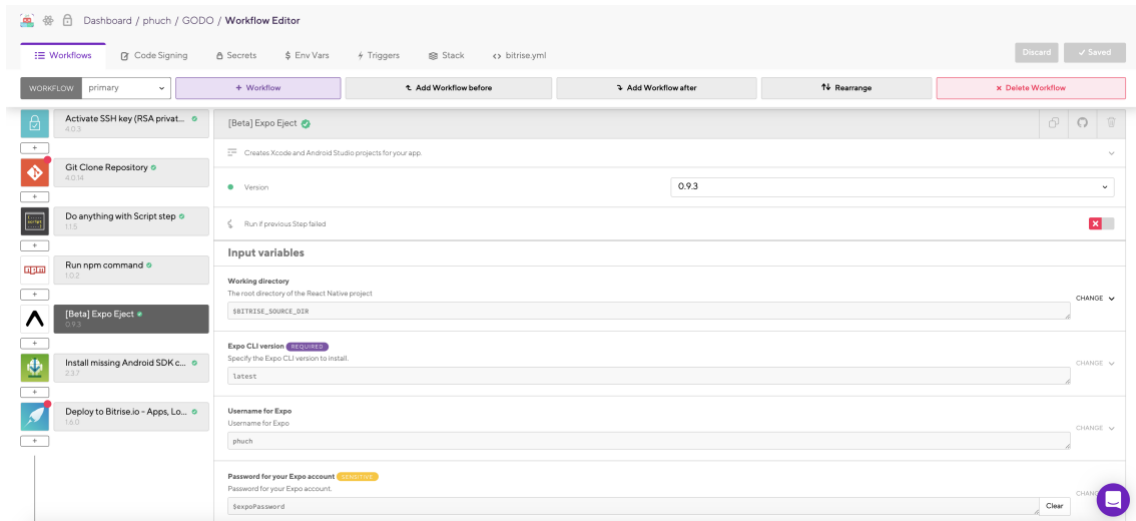 Dashboard / phuch / GODO / Workflow Editor
Workflows Code Signing Secrets $ Env Vars Triggers Stack <> bitrise.yml Discard Saved
WORKFLOW primary + Workflow Add Workflow before Add Workflow after Rearrange × Delete Workflow
Activate SSH key (RSA privat...
4.0.3
+
Git Clone Repository
4.0.14
+
Do anything with Script step
1.1.5
+
Run npm command
1.0.2
+
[Beta] Expo Eject
0.9.3
+
Install missing Android SDK c...
2.3.7
+
Deploy to Bitrise.io - Apps, Lo...
1.6.0
+
[Beta] Expo Eject
Creates Xcode and Android Studio projects for your app.
Version 0.9.3
Run if previous Step failed
Input variables
Working directory
The root directory of the React Native project
CHANGE
$BITRISE_SOURCE_DIR
Expo CLI version REQUIRED
Specify the Expo CLI version to install.
CHANGE
latest
Username for Expo
Username for Expo
CHANGE
phuch
Password for your Expo account SENSITIVE
Password for your Expo account.
$expoPassword Clear